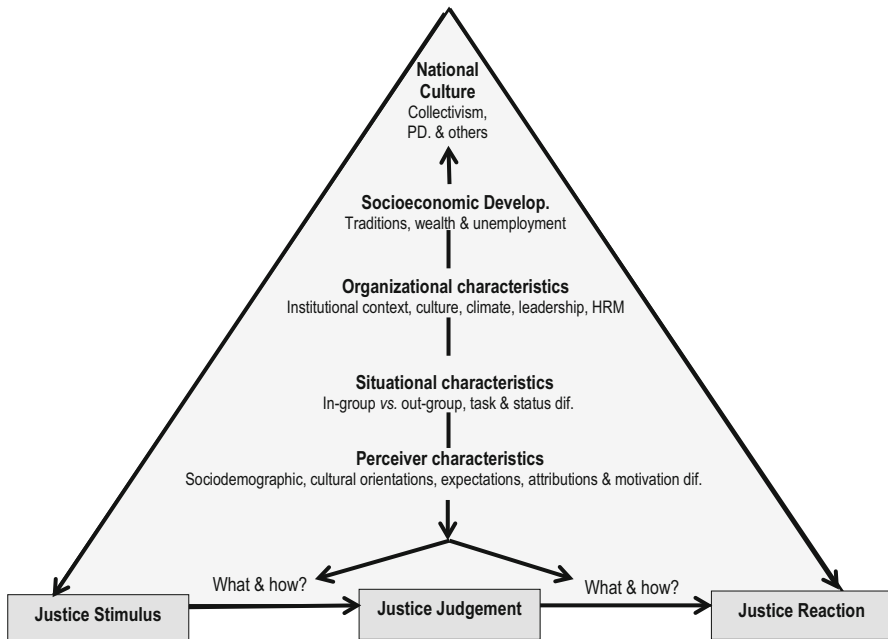 National
Culture
Collectivism,
PD. & others
Socioeconomic Develop.
Traditions, wealth & unemployment
Organizational characteristics
Institutional context, culture, climate, leadership, HRM
Situational characteristics
In-group vs. out-group, task & status dif.
Perceiver characteristics
Sociodemographic, cultural orientations, expectations, attributions & motivation dif.
What & how?
What & how?
Justice Stimulus
Justice Judgement
Justice Reaction